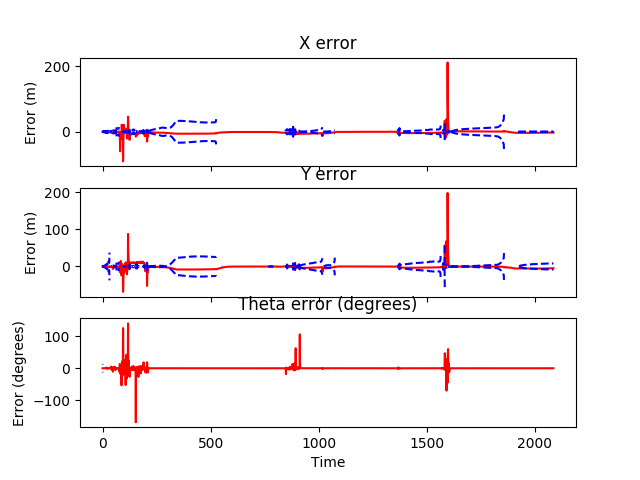 X error
200
0
Error (m)
Y error
200
100
0
Error (m)
Theta error (degrees)
100
0
−100
Error (degrees)
0 500 1000 1500 2000
Time